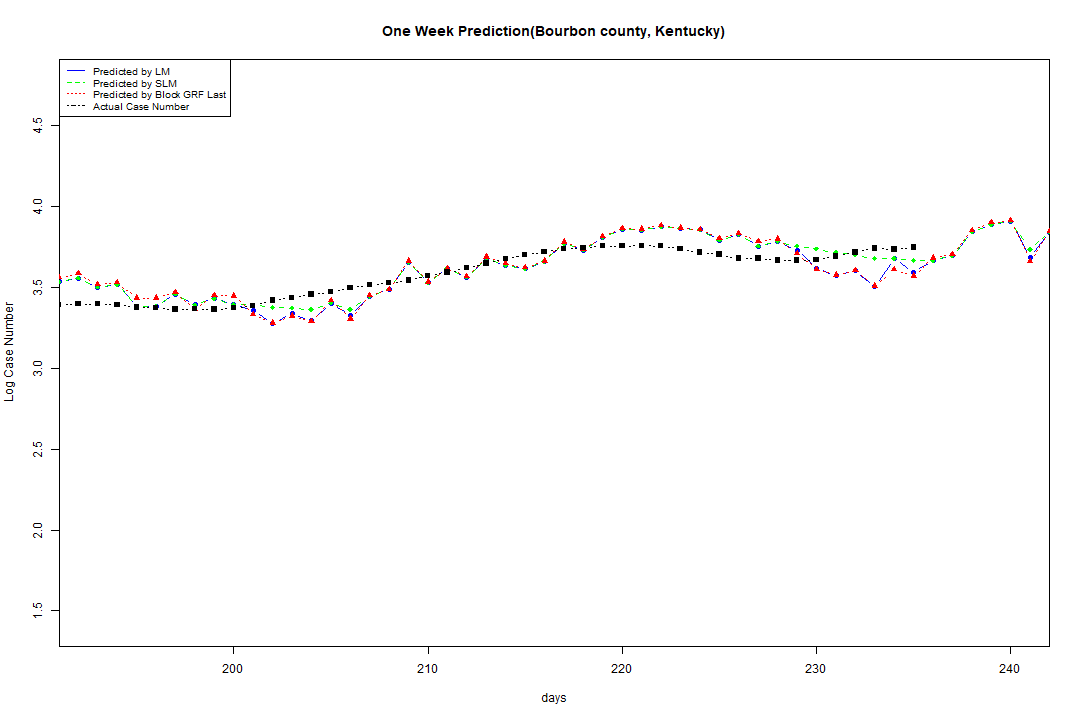 One Week Prediction(Bourbon county, Kentucky)
Predicted by LM
Predicted by SLM
Predicted by Block GRF Last
Actual Case Number
4.5
4.0
3.5
3.0
2.5
2.0
1.5
Log Case Number
200 210 220 230 240
days